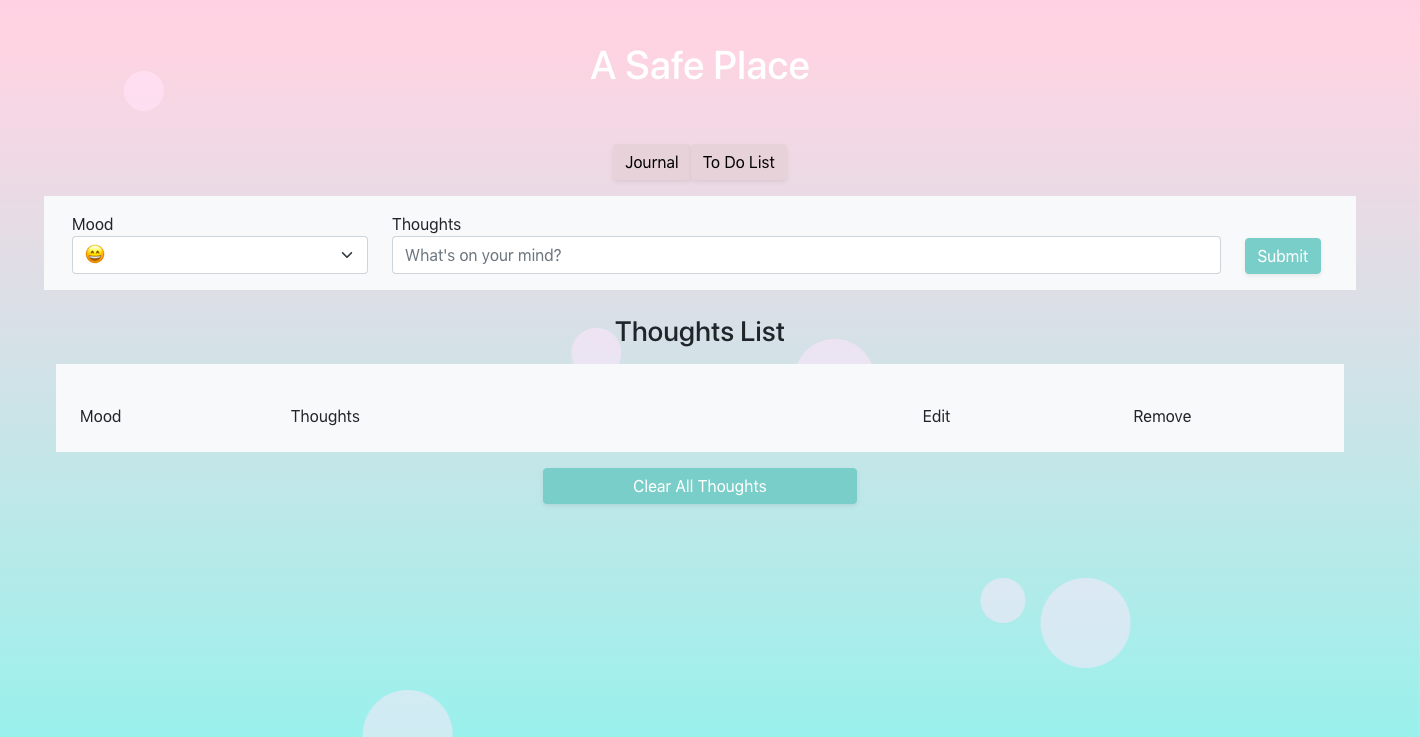 A Safe Place
Journal To Do List
Mood Thoughts
What's on your mind? Submit
Thoughts List
Mood Thoughts Edit Remove
Clear All Thoughts